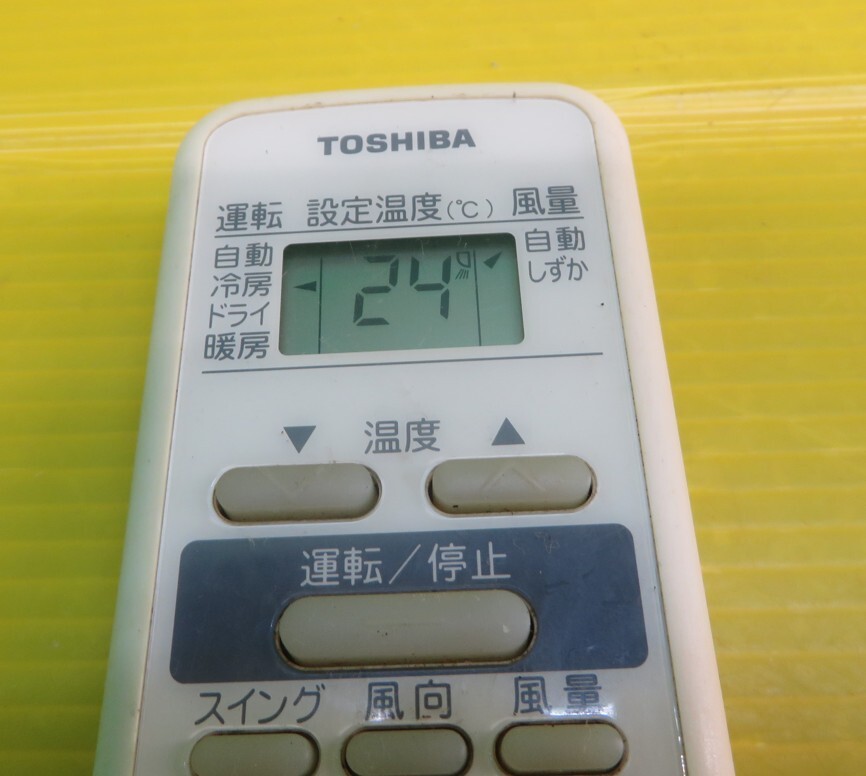 TOSHIBA
運転 設定温度(℃) 風量
自動
冷房
ドライ
暖房
24
自動
しずか
▼ 温度 ▲
運転/停止
スイング 風向 風量